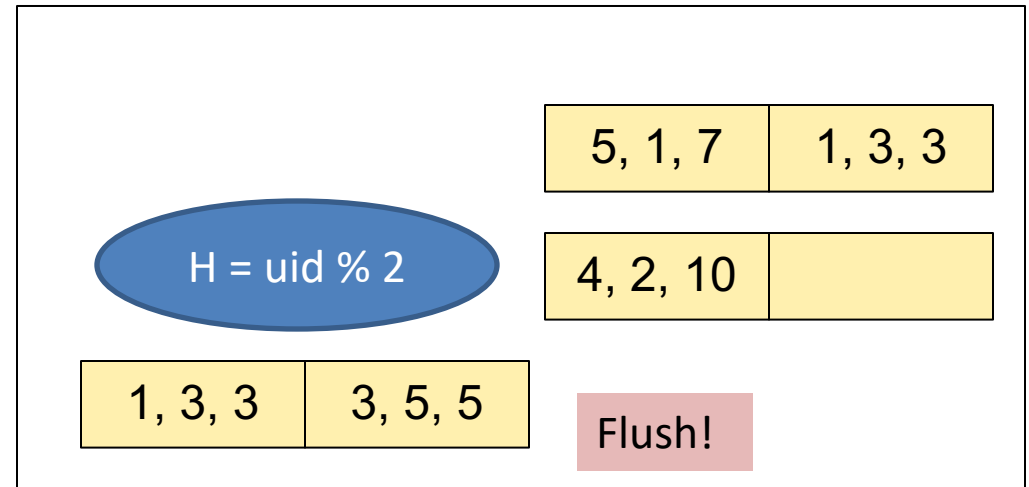 5, 1, 7 1, 3, 3
H = uid % 2
4, 2, 10
1, 3, 3 3, 5, 5
Flush!